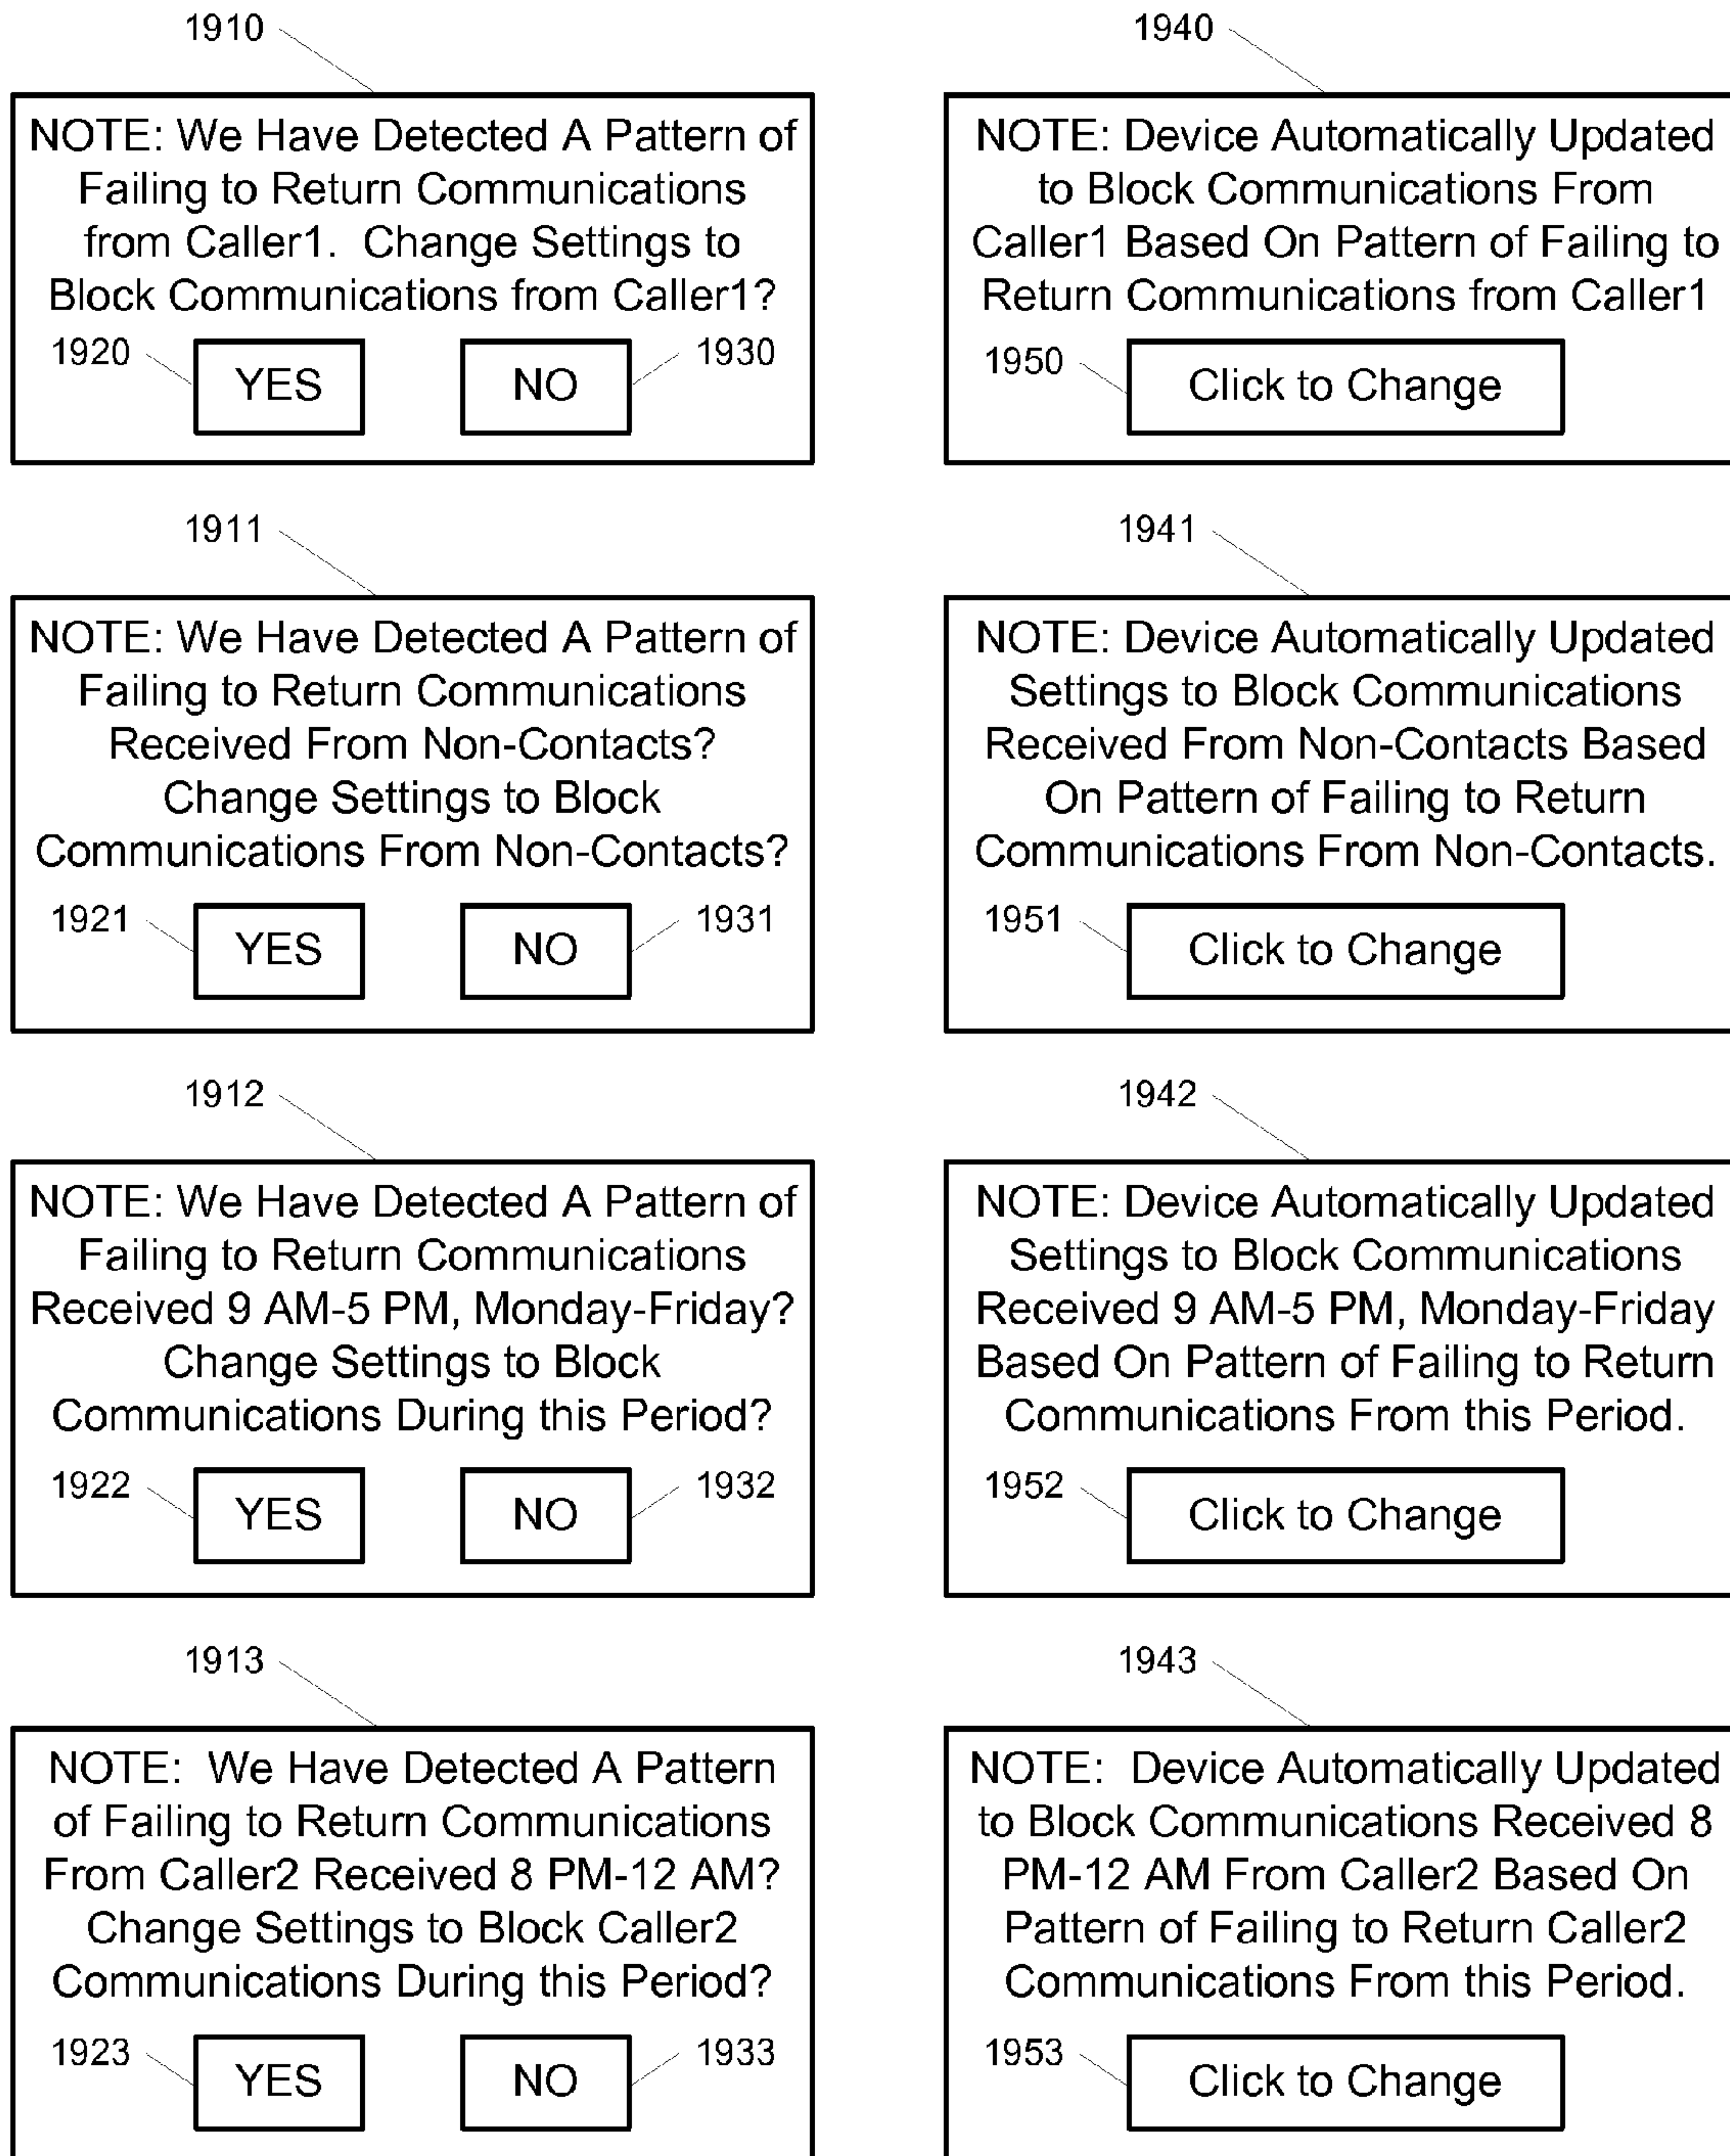 1910
NOTE: We Have Detected A Pattern of
Failing to Return Communications
from Caller1.  Change Settings to
Block Communications from Caller1?
1920
YES
NO
1930
1940
NOTE: Device Automatically Updated
to Block Communications From
Caller1 Based On Pattern of Failing to
Return Communications from Caller1
1950
Click to Change
1911
NOTE: We Have Detected A Pattern of
Failing to Return Communications
Received From Non-Contacts?
Change Settings to Block
Communications From Non-Contacts?
1921
YES
NO
1931
1941
NOTE: Device Automatically Updated
Settings to Block Communications
Received From Non-Contacts Based
On Pattern of Failing to Return
Communications From Non-Contacts.
1951
Click to Change
1912
NOTE: We Have Detected A Pattern of
Failing to Return Communications
Received 9 AM-5 PM, Monday-Friday?
Change Settings to Block
Communications During this Period?
1922
YES
NO
1932
1942
NOTE: Device Automatically Updated
Settings to Block Communications
Received 9 AM-5 PM, Monday-Friday
Based On Pattern of Failing to Return
Communications From this Period.
1952
Click to Change
1913
NOTE:  We Have Detected A Pattern
of Failing to Return Communications
From Caller2 Received 8 PM-12 AM?
Change Settings to Block Caller2
Communications During this Period?
1923
YES
NO
1933
1943
NOTE:  Device Automatically Updated
to Block Communications Received 8
PM-12 AM From Caller2 Based On
Pattern of Failing to Return Caller2
Communications From this Period.
1953
Click to Change